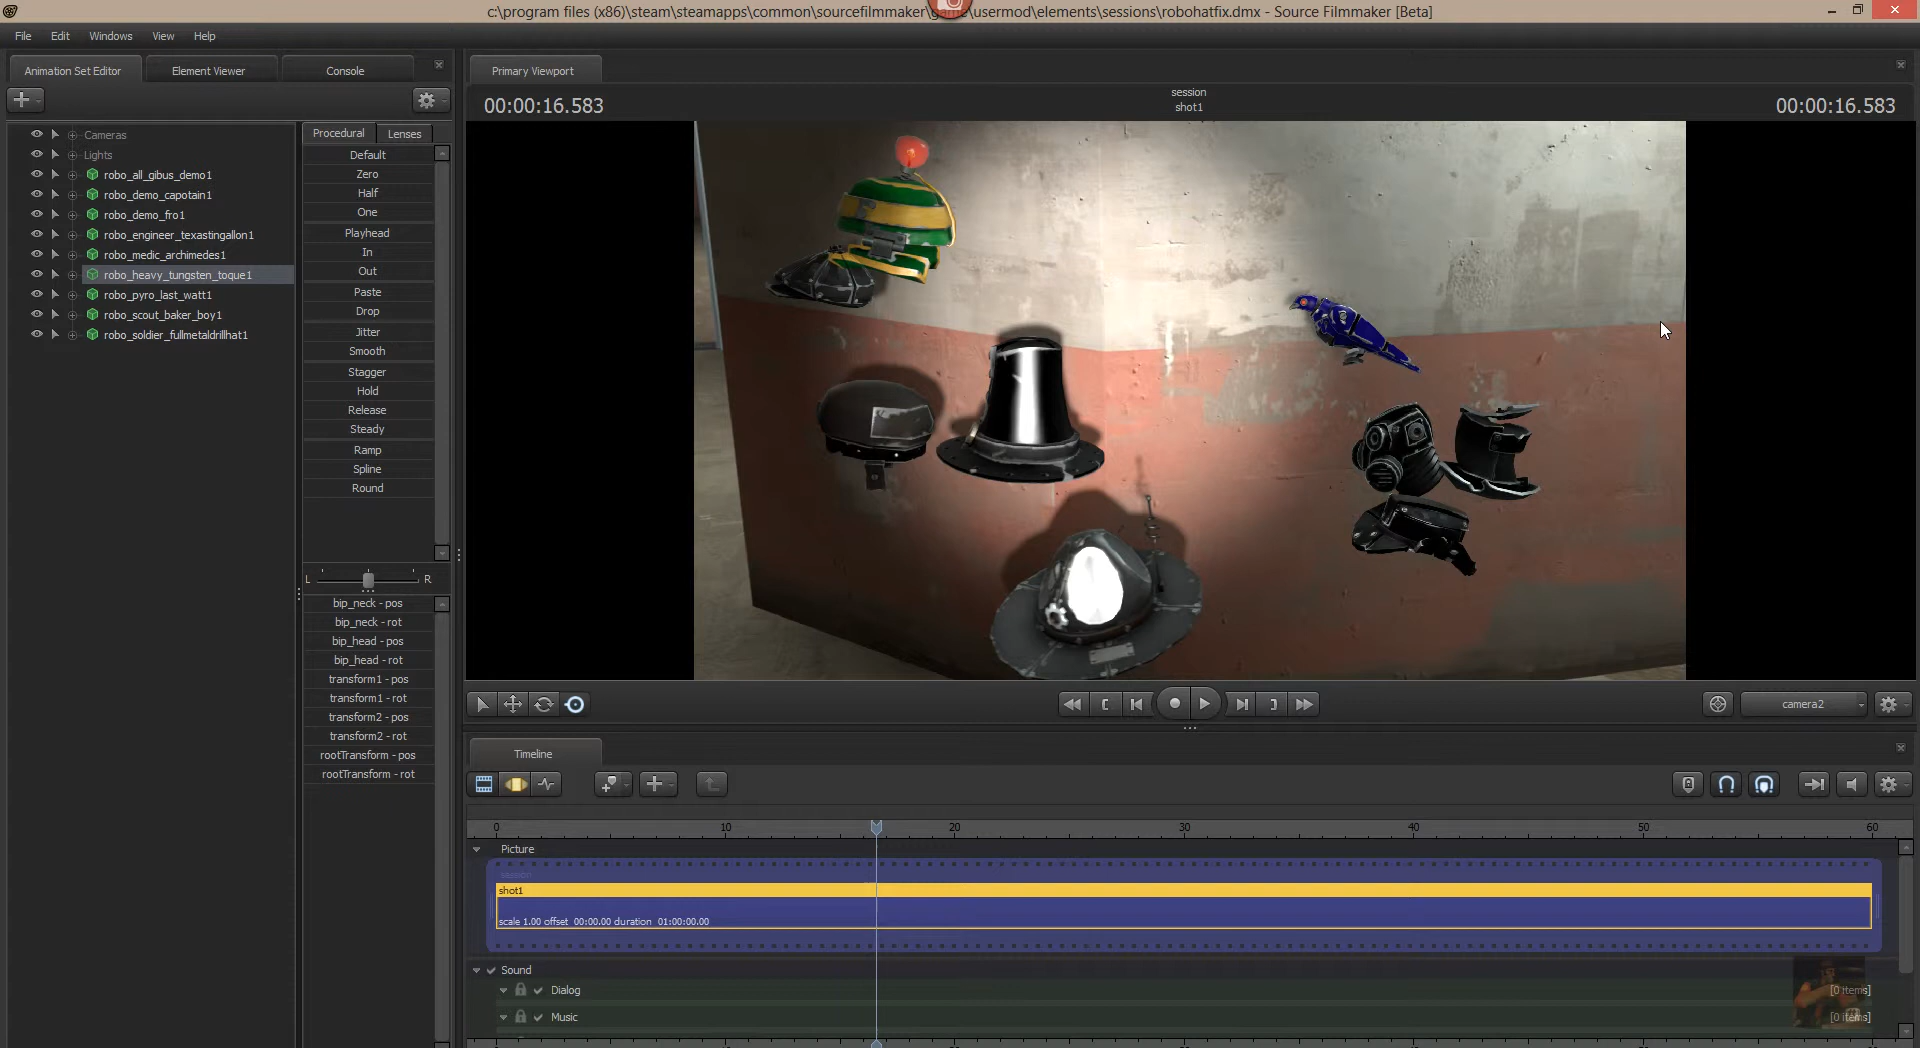 c:\program files (x86)\steam\steamapps\common\sourcefilmmaker\game\usermod\elements\sessions\robohatfix.dmx - Source Filmmaker [Beta]
File Edit Windows View Help
Animation Set Editor Element Viewer Console
Primary Viewport
00:00:16.583
session
shot1
00:00:16.583
Cameras
Lights
robo_all_gibus_demo1
robo_demo_capotain1
robo_demo_fro1
robo_engineer_texastingallon1
robo_medic_archimedes1
robo_heavy_tungsten_toque1
robo_pyro_last_watt1
robo_scout_baker_boy1
robo_soldier_fullmetaldrillhat1
Procedural Lenses
Default
Zero
Half
One
Playhead
In
Out
Paste
Drop
Jitter
Smooth
Stagger
Hold
Release
Steady
Ramp
Spline
Round
L R
bip_neck - pos
bip_neck - rot
bip_head - pos
bip_head - rot
transform1 - pos
transform1 - rot
transform2 - pos
transform2 - rot
rootTransform - pos
rootTransform - rot
camera2
Timeline
0 10 20 30 40 50 60
Picture
session
shot1
scale 1.00 offset 00:00.00 duration 01:00:00.00
Sound
Dialog [0 items]
Music [0 items]